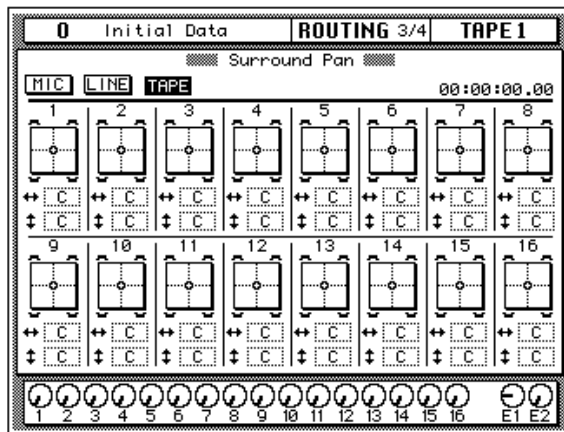 0 Initial Data ROUTING 3/4 TAPE 1
Surround Pan
MIC LINE TAPE 00:00:00.00
1 2 3 4 5 6 7 8
C C C C C C C C
C C C C C C C C
9 10 11 12 13 14 15 16
C C C C C C C C
C C C C C C C C
1 2 3 4 5 6 7 8 9 10 11 12 13 14 15 16 E1 E2